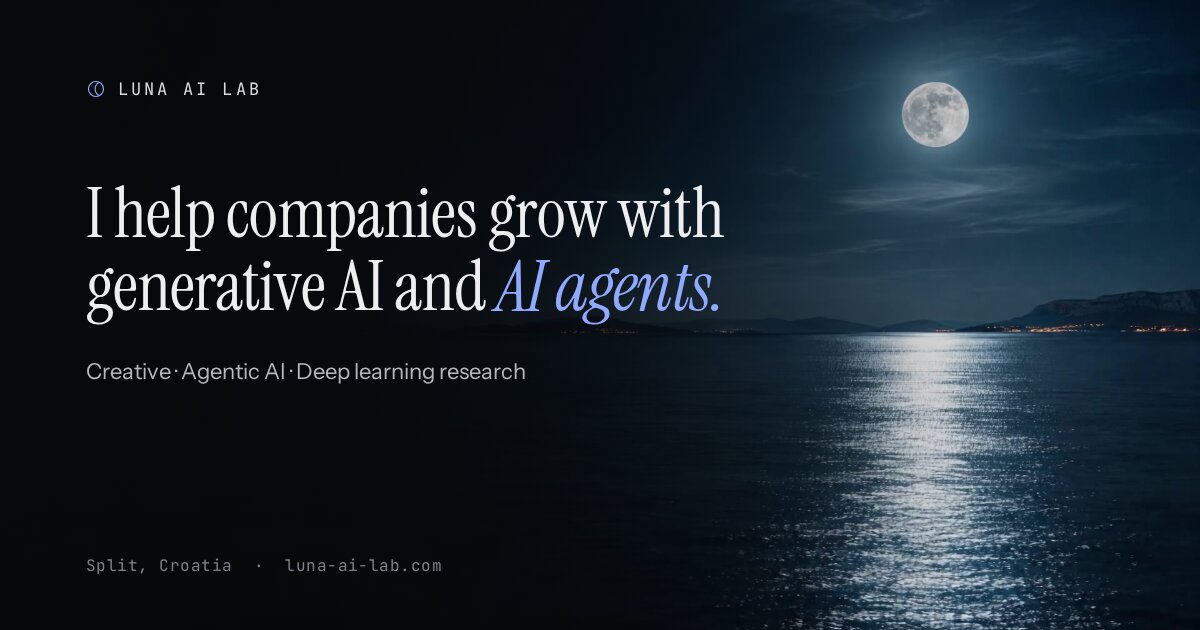 LUNA AI LAB
I help companies grow with
generative AI and AI agents.
Creative · Agentic AI · Deep learning research
Split, Croatia · luna-ai-lab.com